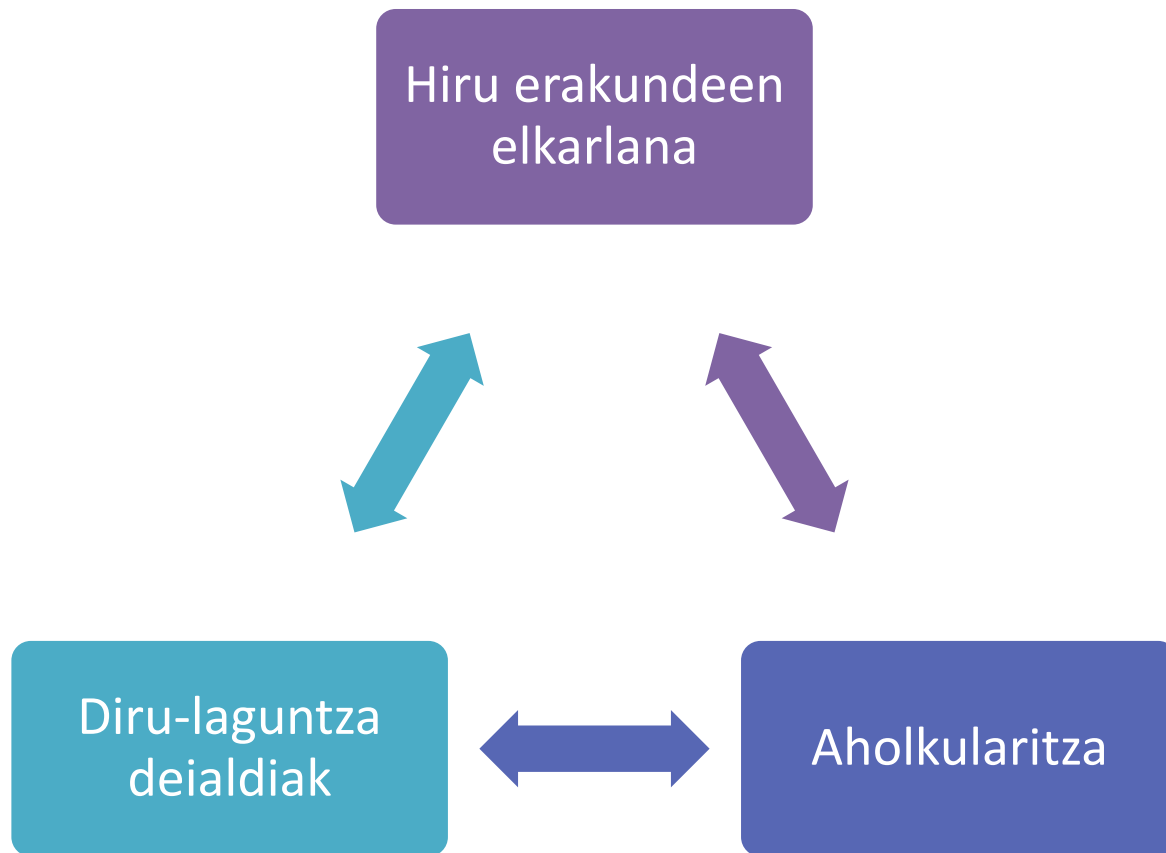 Hiru erakundeen
elkarlana
Diru-laguntza
deialdiak
Aholkularitza